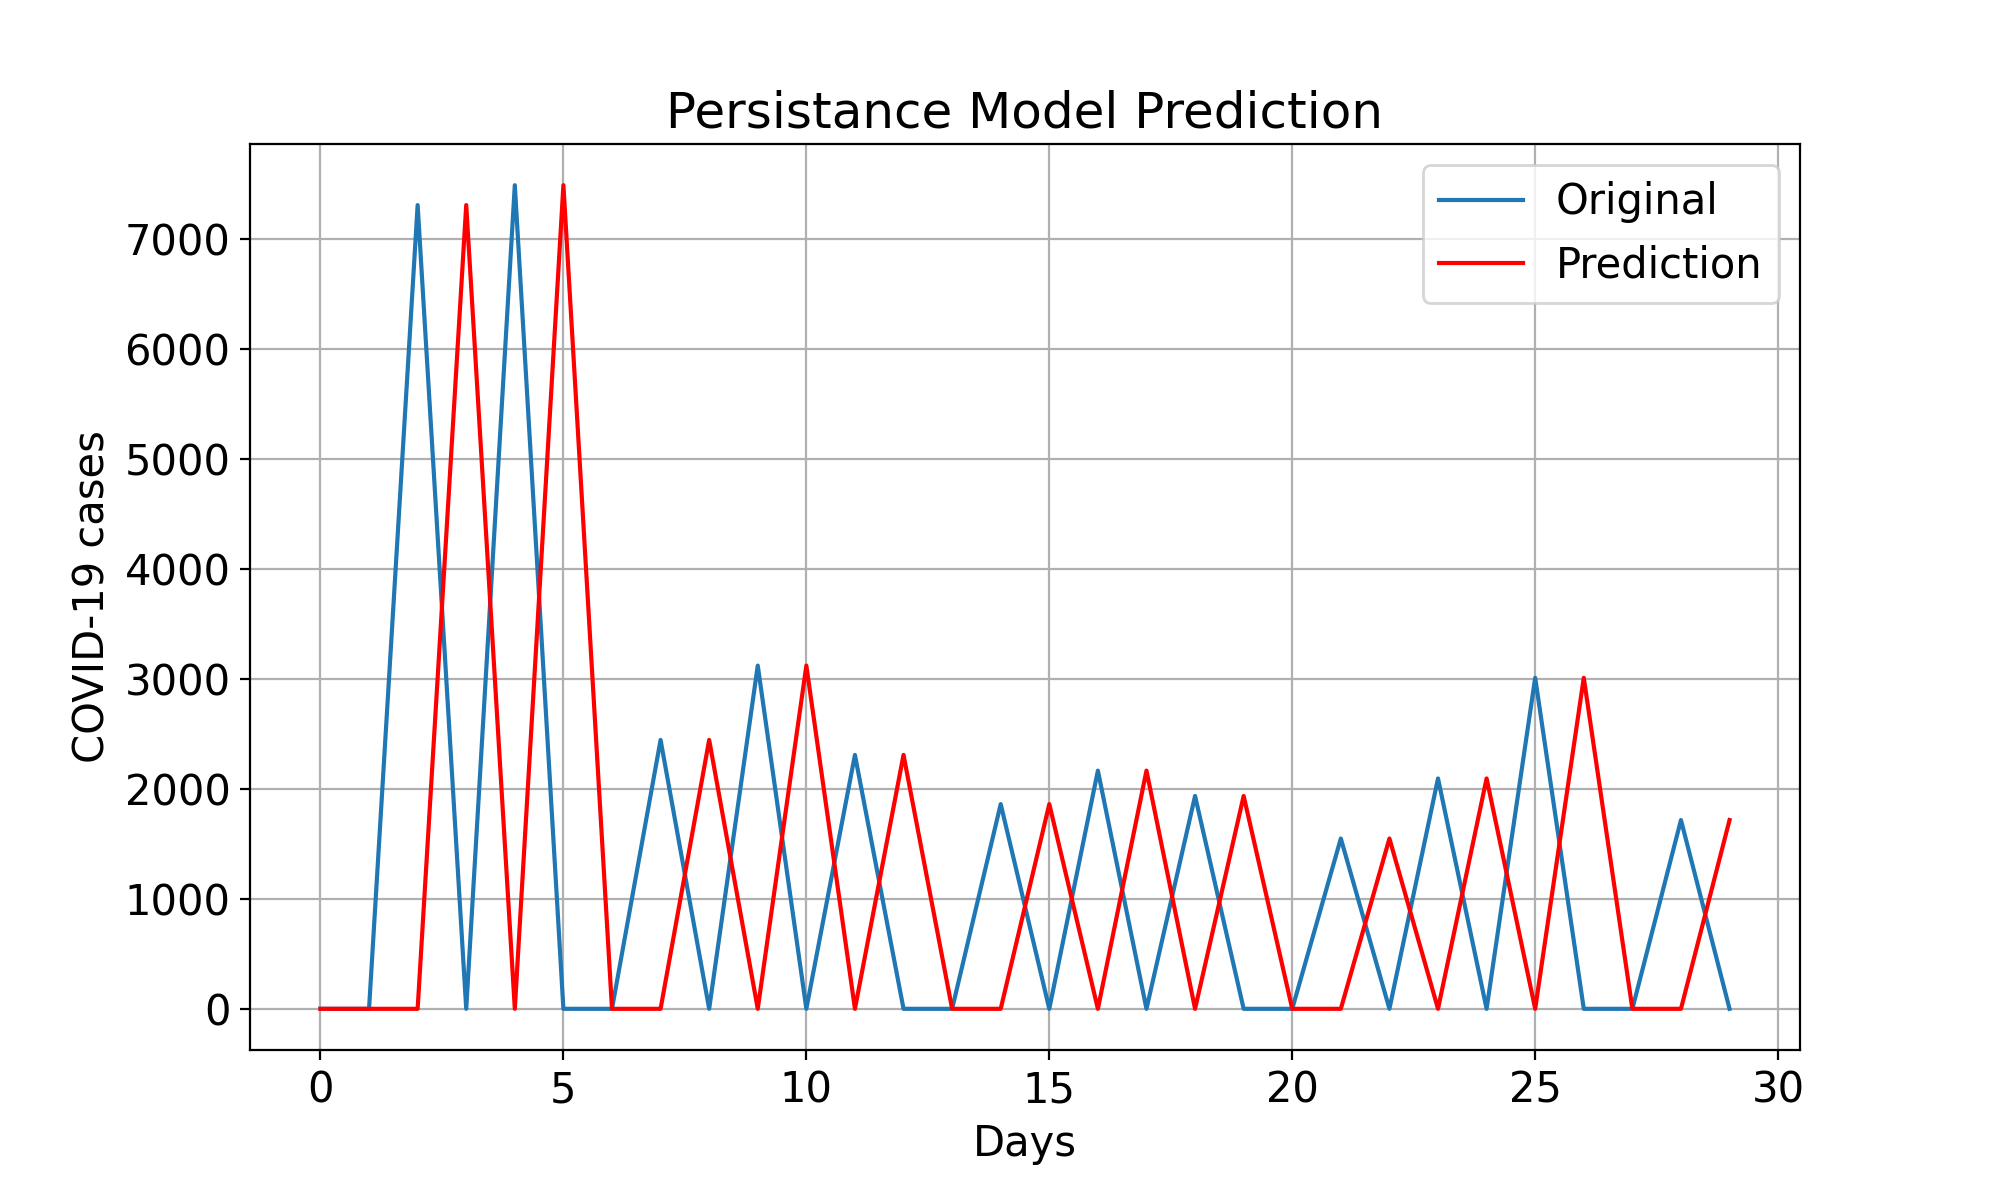 Persistance Model Prediction
Original
Prediction
7000
6000
5000
4000
3000
2000
1000
0
COVID-19 cases
0 5 10 15 20 25 30
Days